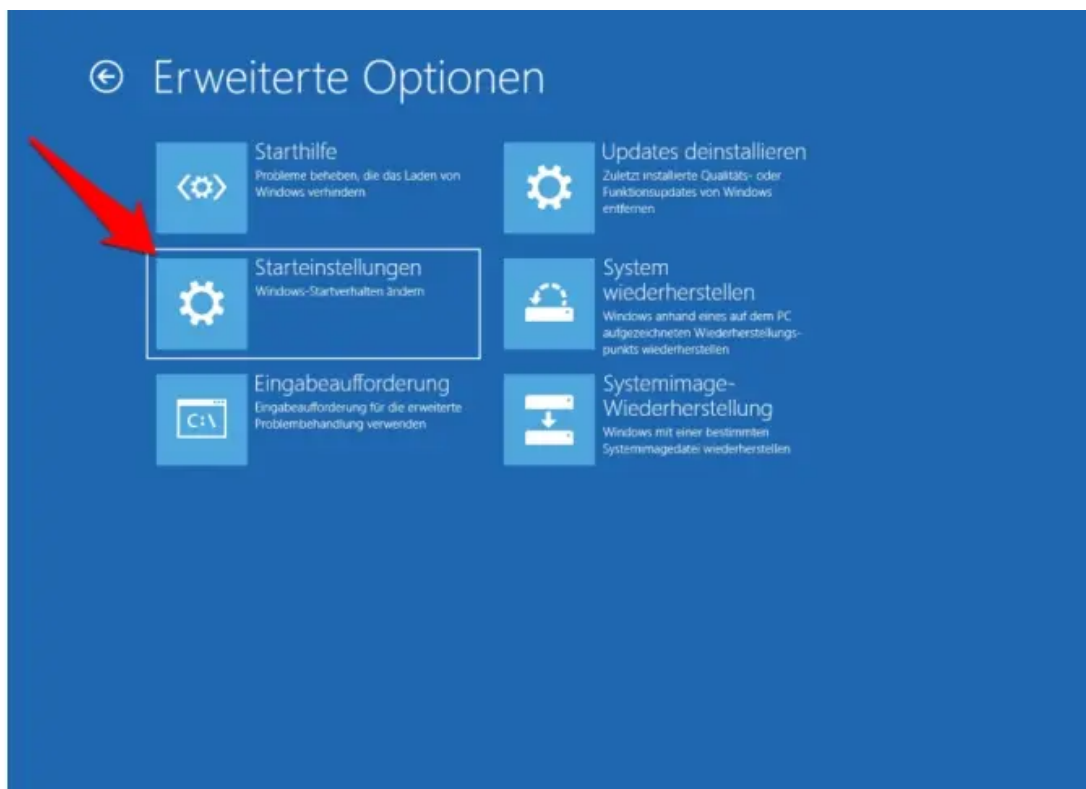 Erweiterte Optionen
Starthilfe
Probleme beheben, die das Laden von
Windows verhindern
Starteinstellungen
Windows-Startverhalten ändern
Eingabeaufforderung
Eingabeaufforderung für die erweiterte
Problembehandlung verwenden
C:\
Updates deinstallieren
Zuletzt installierte Qualitäts- oder
Funktionsupdates von Windows
entfernen
System
wiederherstellen
Windows anhand eines auf dem PC
aufgezeichneten Wiederherstellungs-
punkts wiederherstellen
Systemimage-
Wiederherstellung
Windows mit einer bestimmten
Systemimagedatei wiederherstellen